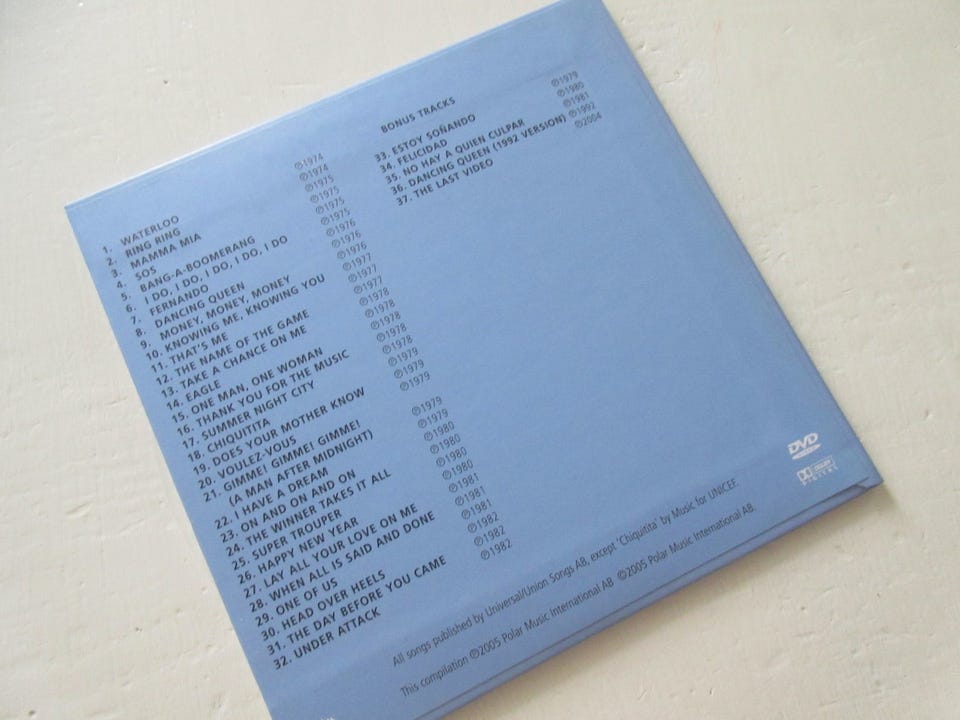 1. WATERLOO ℗1974
2. RING RING ℗1974
3. MAMMA MIA ℗1975
4. SOS ℗1975
5. BANG-A-BOOMERANG ℗1975
6. I DO, I DO, I DO, I DO, I DO ℗1975
7. FERNANDO ℗1976
8. DANCING QUEEN ℗1976
9. MONEY, MONEY, MONEY ℗1976
10. KNOWING ME, KNOWING YOU ℗1977
11. THAT'S ME ℗1977
12. THE NAME OF THE GAME ℗1977
13. TAKE A CHANCE ON ME ℗1978
14. EAGLE ℗1978
15. ONE MAN, ONE WOMAN ℗1978
16. THANK YOU FOR THE MUSIC ℗1978
17. SUMMER NIGHT CITY ℗1978
18. CHIQUITITA ℗1979
19. DOES YOUR MOTHER KNOW ℗1979
20. VOULEZ-VOUS ℗1979
21. GIMME! GIMME! GIMME!
(A MAN AFTER MIDNIGHT) ℗1979
22. I HAVE A DREAM ℗1979
23. ON AND ON AND ON ℗1980
24. THE WINNER TAKES IT ALL ℗1980
25. SUPER TROUPER ℗1980
26. HAPPY NEW YEAR ℗1980
27. LAY ALL YOUR LOVE ON ME ℗1981
28. WHEN ALL IS SAID AND DONE ℗1981
29. ONE OF US ℗1981
30. HEAD OVER HEELS ℗1982
31. THE DAY BEFORE YOU CAME ℗1982
32. UNDER ATTACK ℗1982
BONUS TRACKS
33. ESTOY SOÑANDO ℗1979
34. FELICIDAD ℗1980
35. NO HAY A QUIEN CULPAR ℗1981
36. DANCING QUEEN (1992 VERSION) ℗1992
37. THE LAST VIDEO ℗2004
DVD
DOLBY
DIGITAL
All songs published by Universal/Union Songs AB, except 'Chiquitita' by Music for UNICEF.
This compilation ℗2005 Polar Music International AB ©2005 Polar Music International AB.